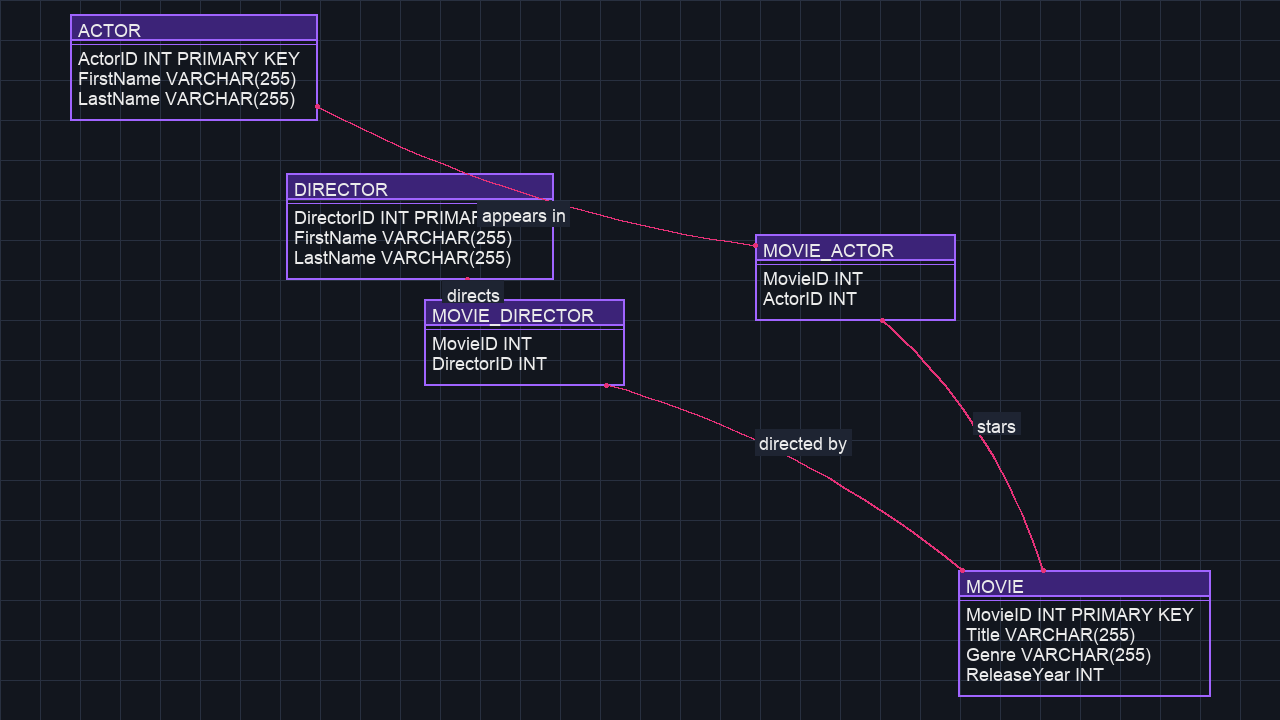 ACTOR
ActorID INT PRIMARY KEY
FirstName VARCHAR(255)
LastName VARCHAR(255)
DIRECTOR
DirectorID INT
appears in
FirstName VARCHAR(255)
LastName VARCHAR(255)
directs
MOVIE_DIRECTOR
MovieID INT
DirectorID INT
MOVIE_ACTOR
MovieID INT
ActorID INT
stars
directed by
MOVIE
MovieID INT PRIMARY KEY
Title VARCHAR(255)
Genre VARCHAR(255)
ReleaseYear INT